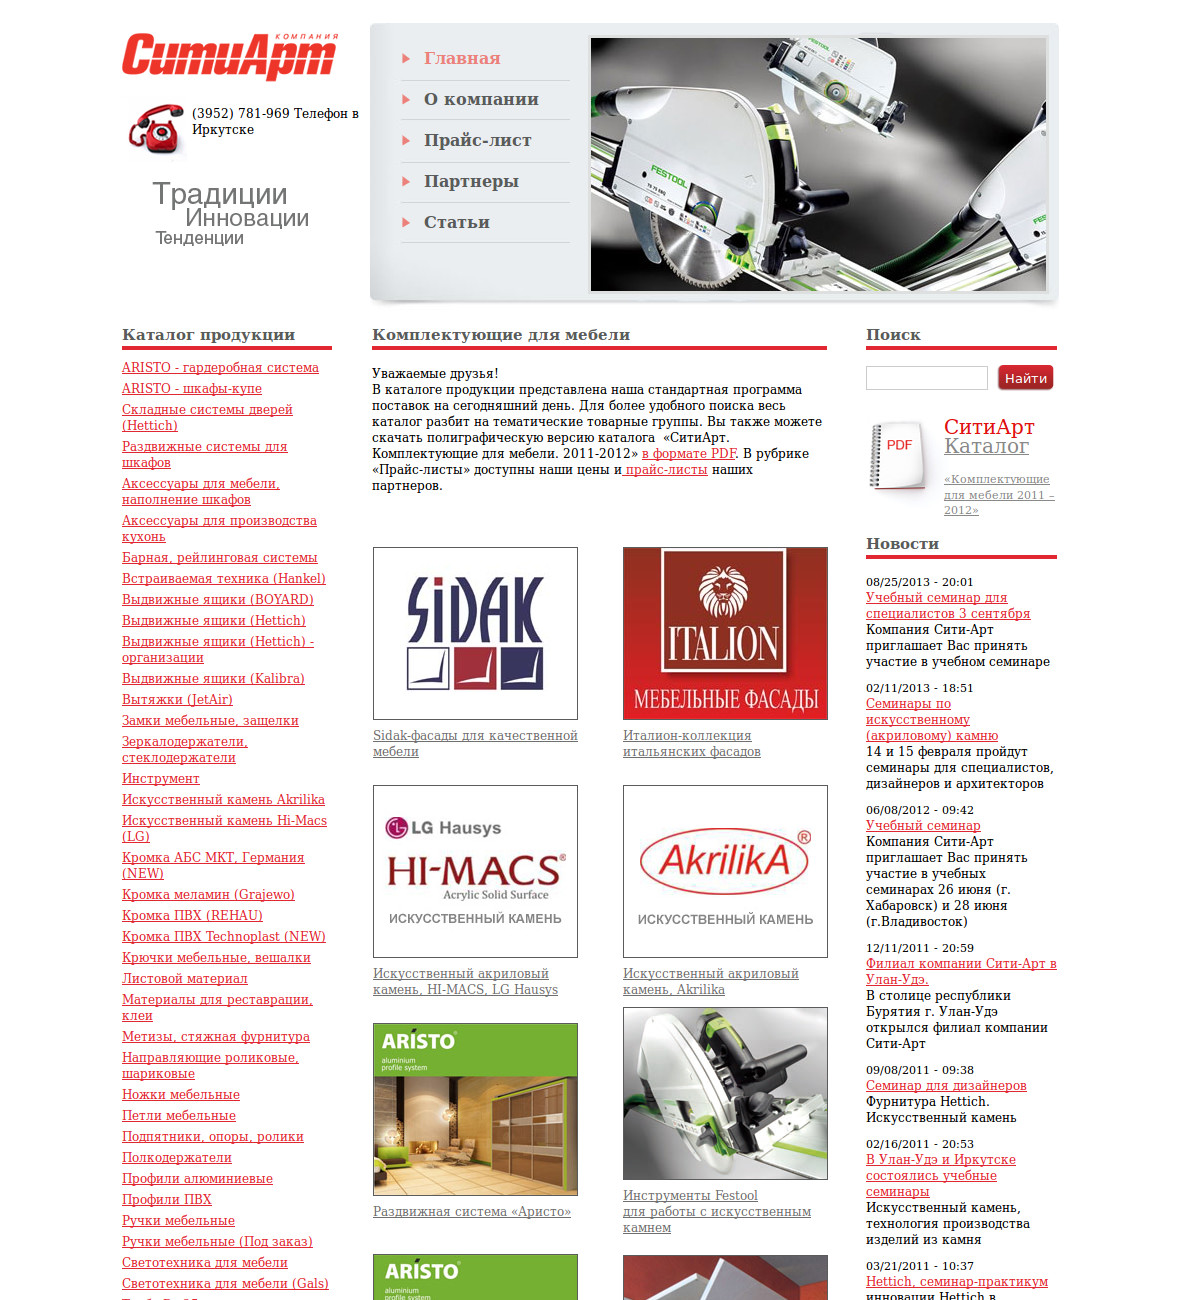 КОМПАНИЯ
СитиАрт
(3952) 781-969 Телефон в
Иркутске
Традиции
Инновации
Тенденции
Главная
О компании
Прайс-лист
Партнеры
Статьи
FESTOOL
FESTOOL
Каталог продукции
ARISTO - гардеробная система
ARISTO - шкафы-купе
Складные системы дверей
(Hettich)
Раздвижные системы для
шкафов
Аксессуары для мебели,
наполнение шкафов
Аксессуары для производства
кухонь
Барная, рейлинговая системы
Встраиваемая техника (Hankel)
Выдвижные ящики (BOYARD)
Выдвижные ящики (Hettich)
Выдвижные ящики (Hettich) -
организации
Выдвижные ящики (Kalibra)
Вытяжки (JetAir)
Замки мебельные, защелки
Зеркалодержатели,
стеклодержатели
Инструмент
Искусственный камень Akrilika
Искусственный камень Hi-Macs
(LG)
Кромка АБС МКТ, Германия
(NEW)
Кромка меламин (Grajewo)
Кромка ПВХ (REHAU)
Кромка ПВХ Technoplast (NEW)
Крючки мебельные, вешалки
Листовой материал
Материалы для реставрации,
клеи
Метизы, стяжная фурнитура
Направляющие роликовые,
шариковые
Ножки мебельные
Петли мебельные
Подпятники, опоры, ролики
Полкодержатели
Профили алюминиевые
Профили ПВХ
Ручки мебельные
Ручки мебельные (Под заказ)
Светотехника для мебели
Светотехника для мебели (Gals)
Комплектующие для мебели
Уважаемые друзья!
В каталоге продукции представлена наша стандартная программа
поставок на сегодняшний день. Для более удобного поиска весь
каталог разбит на тематические товарные группы. Вы также можете
скачать полиграфическую версию каталога «СитиАрт.
Комплектующие для мебели. 2011-2012» в формате PDF. В рубрике
«Прайс-листы» доступны наши цены и прайс-листы наших
партнеров.
SiDAK
Sidak-фасады для качественной
мебели
ITALION
МЕБЕЛЬНЫЕ ФАСАДЫ
Италион-коллекция
итальянских фасадов
LG Hausys
HI-MACS®
Acrylic Solid Surface
ИСКУССТВЕННЫЙ КАМЕНЬ
Искусственный акриловый
камень, HI-MACS, LG Hausys
AkrilikA®
ИСКУССТВЕННЫЙ КАМЕНЬ
Искусственный акриловый
камень, Akrilika
ARISTO
aluminium
profile system
Раздвижная система «Аристо»
Инструменты Festool
для работы с искусственным
камнем
ARISTO
aluminium
profile system
Поиск
Найти
PDF
СитиАрт
Каталог
«Комплектующие
для мебели 2011 –
2012»
Новости
08/25/2013 - 20:01
Учебный семинар для
специалистов 3 сентября
Компания Сити-Арт
приглашает Вас принять
участие в учебном семинаре
02/11/2013 - 18:51
Семинары по
искусственному
(акриловому) камню
14 и 15 февраля пройдут
семинары для специалистов,
дизайнеров и архитекторов
06/08/2012 - 09:42
Учебный семинар
Компания Сити-Арт
приглашает Вас принять
участие в учебных
семинарах 26 июня (г.
Хабаровск) и 28 июня
(г.Владивосток)
12/11/2011 - 20:59
Филиал компании Сити-Арт в
Улан-Удэ.
В столице республики
Бурятия г. Улан-Удэ
открылся филиал компании
Сити-Арт
09/08/2011 - 09:38
Семинар для дизайнеров
Фурнитура Hettich.
Искусственный камень
02/16/2011 - 20:53
В Улан-Удэ и Иркутске
состоялись учебные
семинары
Искусственный камень,
технология производства
изделий из камня
03/21/2011 - 10:37
Hettich, семинар-практикум
инновации Hettich в